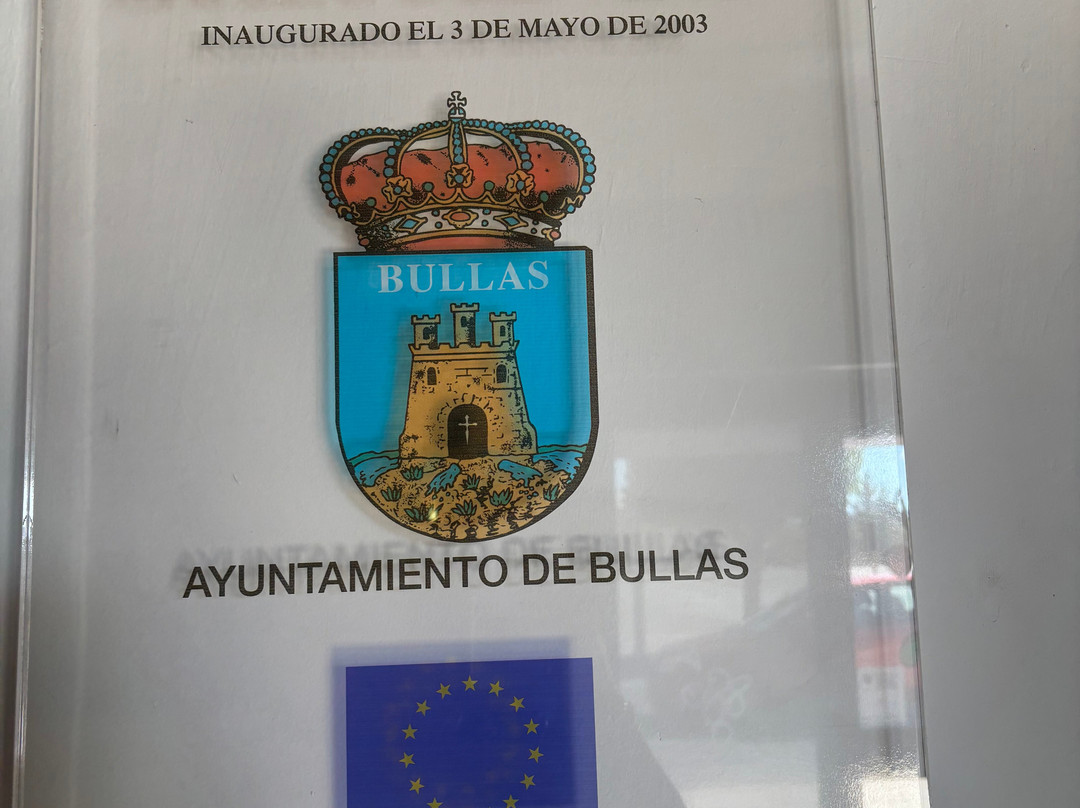 INAUGURADO EL 3 DE MAYO DE 2003
BULLAS
AYUNTAMIENTO DE BULLAS